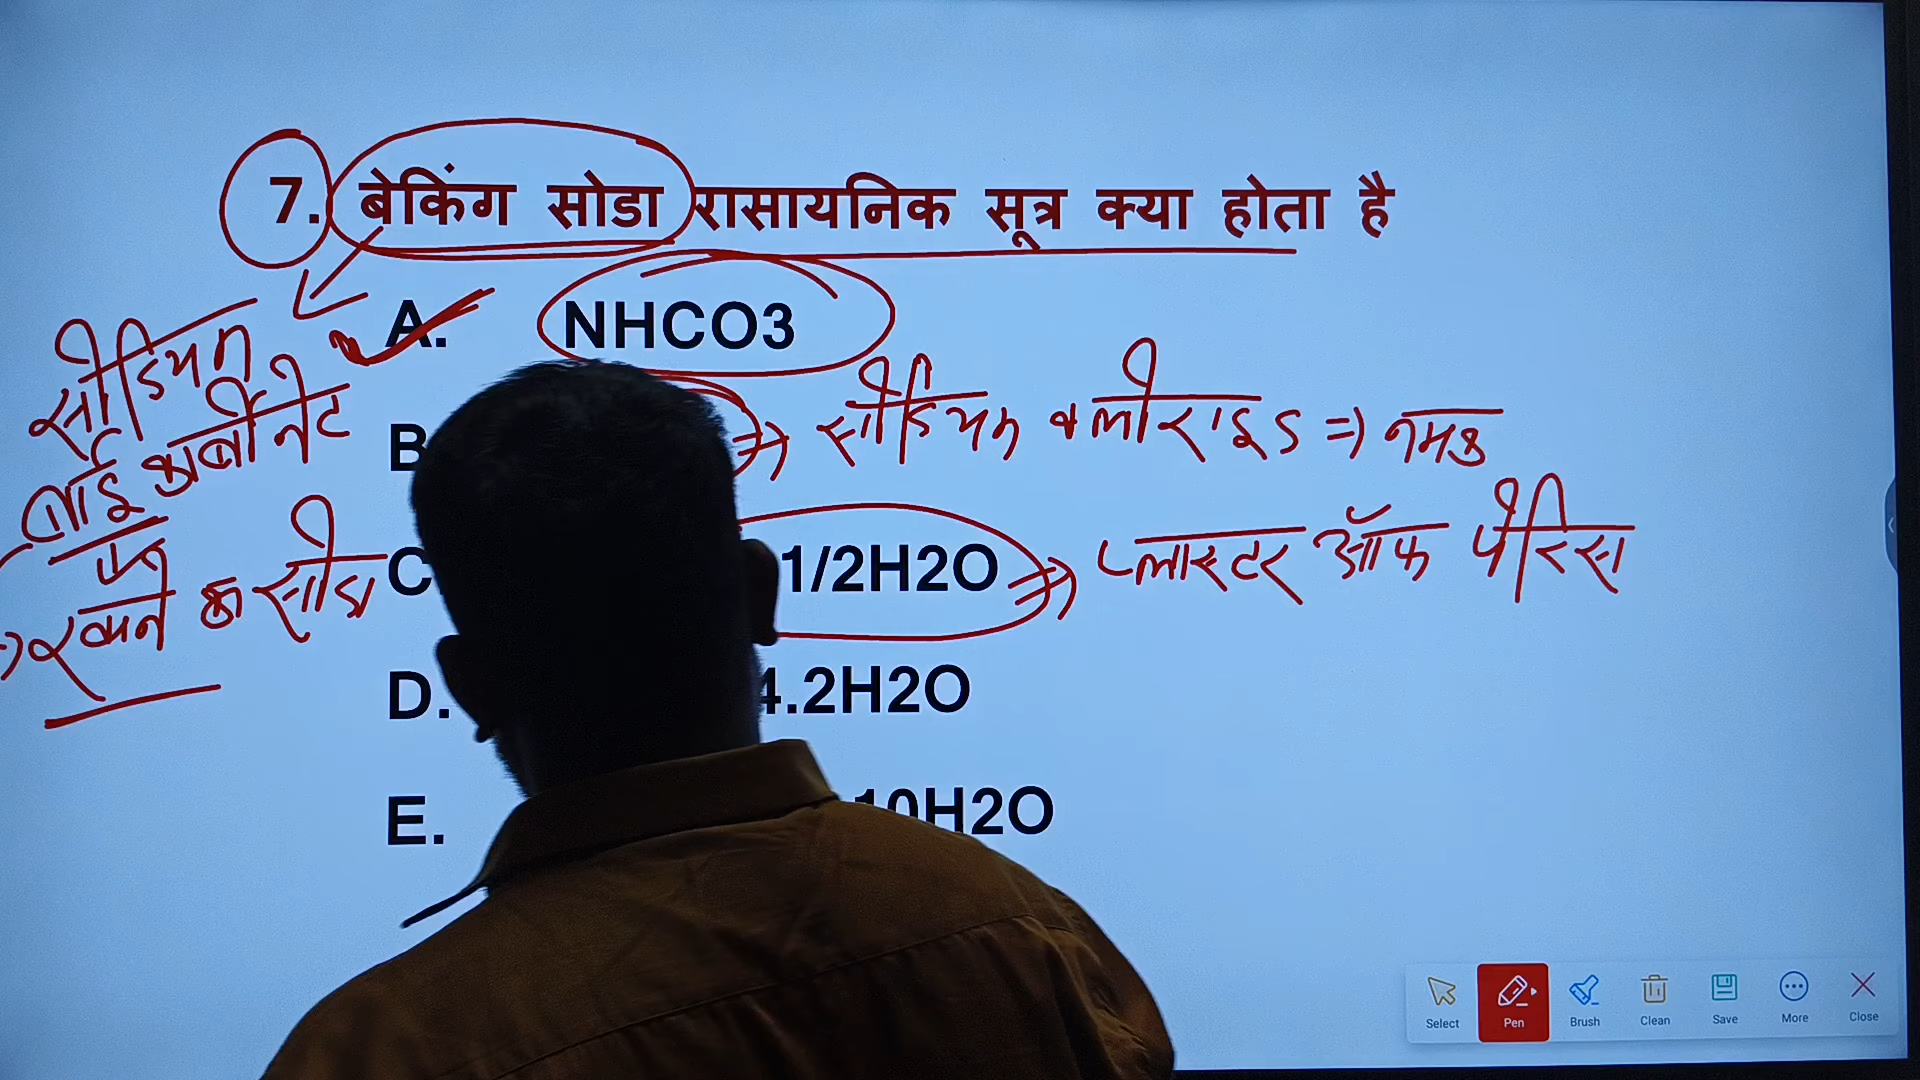 7. बेकिंग सोडा रासायनिक सूत्र क्या होता है
A. NHCO3
सोडियम
बाई कार्बोनेट
B
सोडियम क्लोराइड => नमक
C 1/2H2O => प्लास्टर ऑफ पेरिस
खाने का सोडा
D. 4.2H2O
E. 10H2O
Select Pen Brush Clean Save More Close